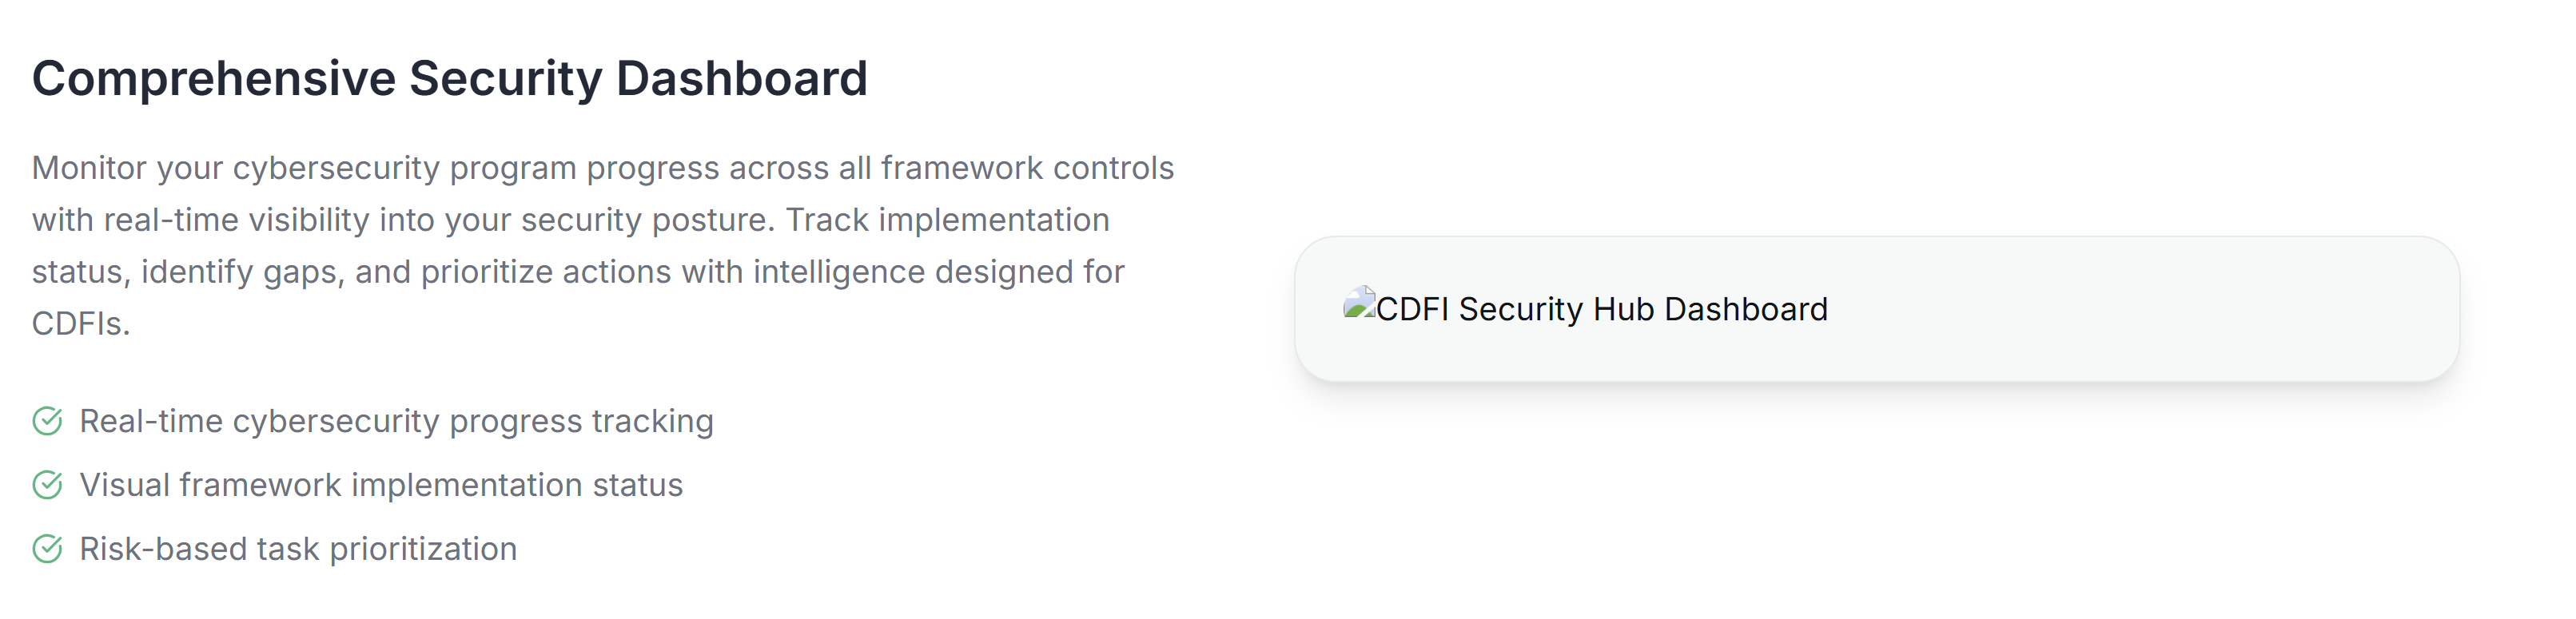 Comprehensive Security Dashboard
Monitor your cybersecurity program progress across all framework controls
with real-time visibility into your security posture. Track implementation
status, identify gaps, and prioritize actions with intelligence designed for
CDFIs.
Real-time cybersecurity progress tracking
Visual framework implementation status
Risk-based task prioritization
CDFI Security Hub Dashboard